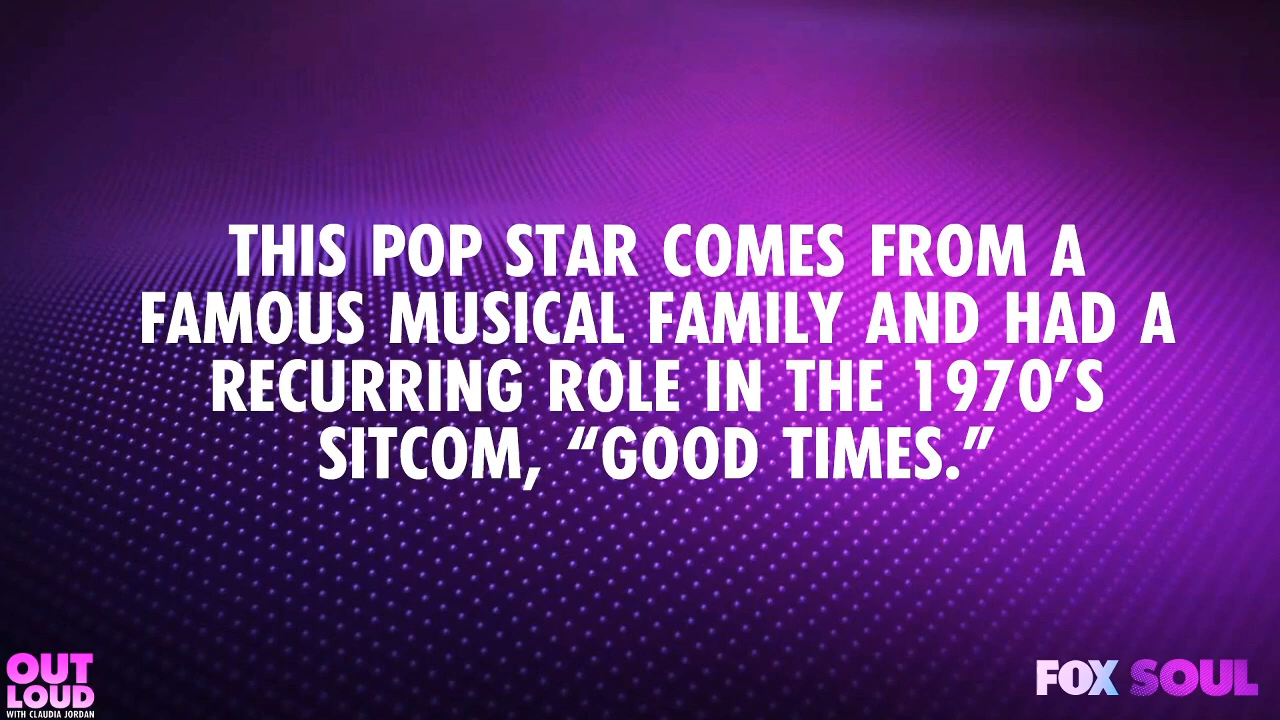 THIS POP STAR COMES FROM A
FAMOUS MUSICAL FAMILY AND HAD A
RECURRING ROLE IN THE 1970’S
SITCOM, “GOOD TIMES.”
OUT
LOUD
WITH CLAUDIA JORDAN
FOX SOUL